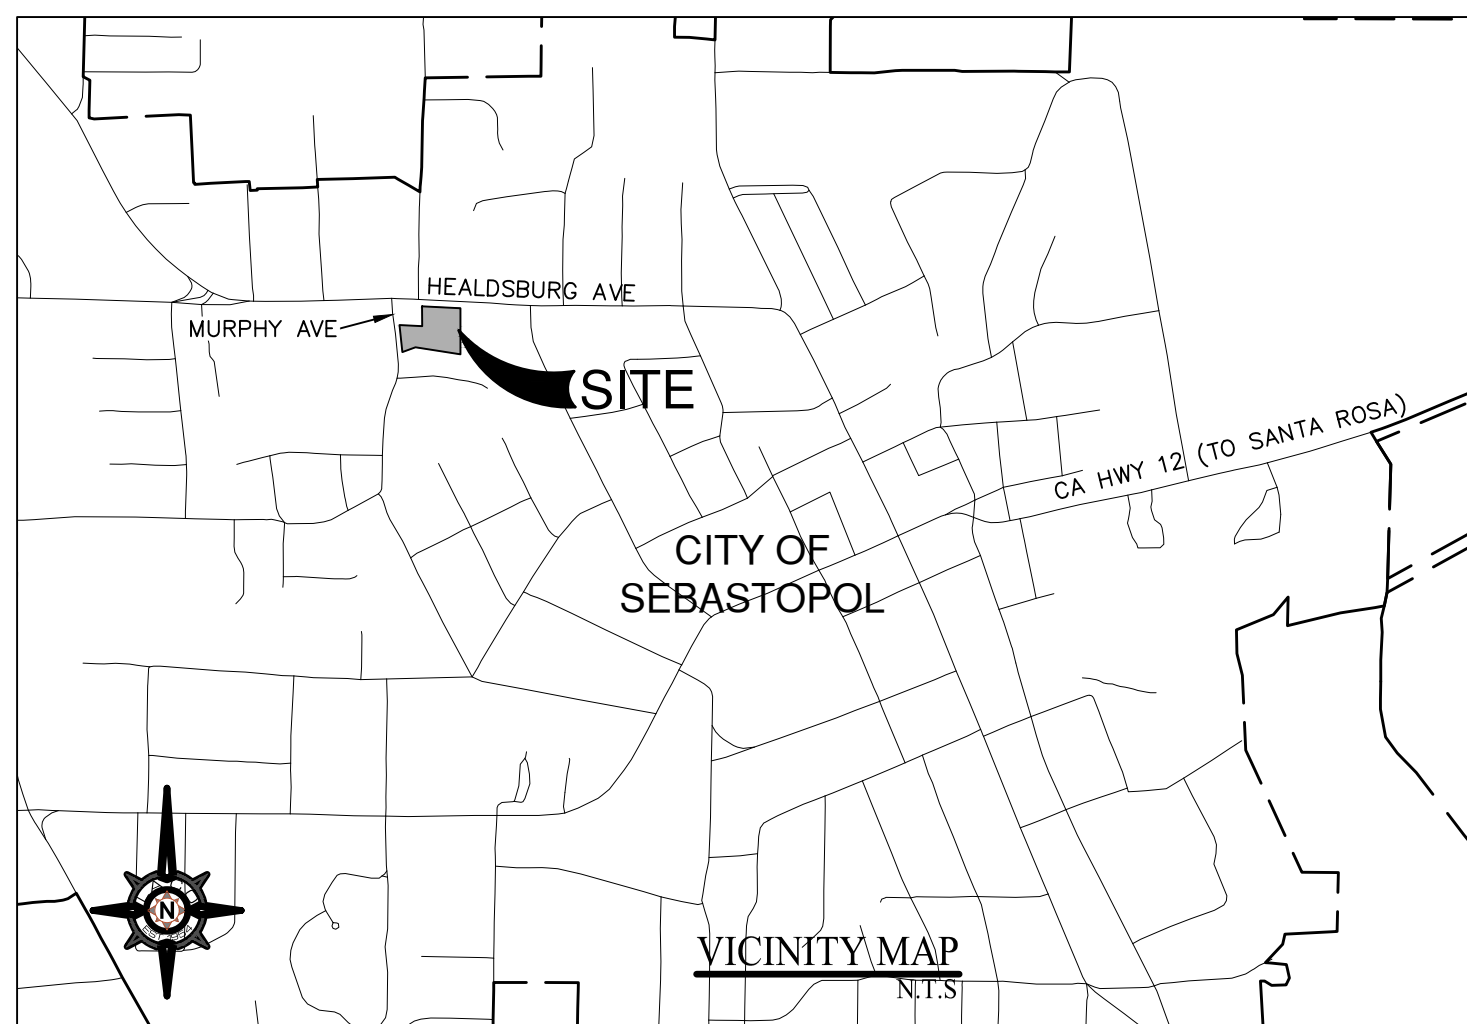 HEALDSBURG AVE
MURPHY AVE
SITE
CA HWY 12 (TO SANTA ROSA)
CITY OF
SEBASTOPOL
N
VICINITY MAP
N.T.S